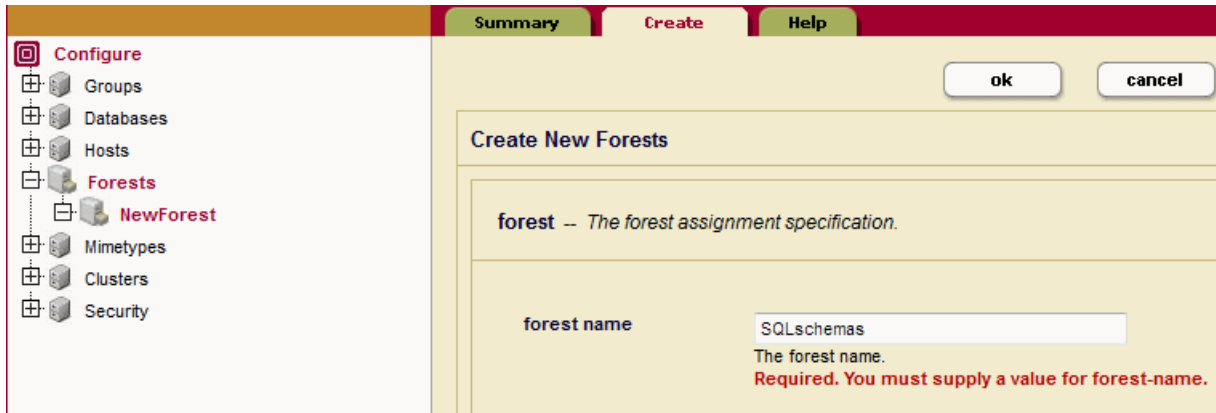 Summary
Create
Help
Configure
Groups
Databases
Hosts
Forests
NewForest
Mimetypes
Clusters
Security
ok
cancel
Create New Forests
forest -- The forest assignment specification.
forest name
SQLschemas
The forest name.
Required. You must supply a value for forest-name.